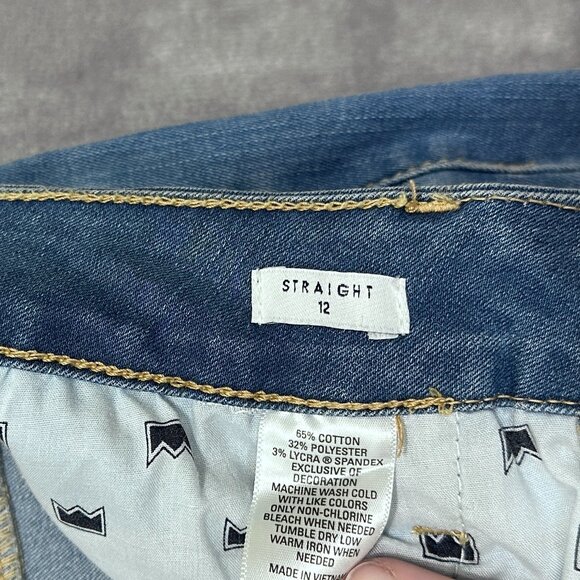 STRAIGHT
12
65% COTTON
32% POLYESTER
3% LYCRA ® SPANDEX
EXCLUSIVE OF
DECORATION
MACHINE WASH COLD
WITH LIKE COLORS
ONLY NON-CHLORINE
BLEACH WHEN NEEDED
TUMBLE DRY LOW
WARM IRON WHEN
NEEDED
MADE IN VIETNAM